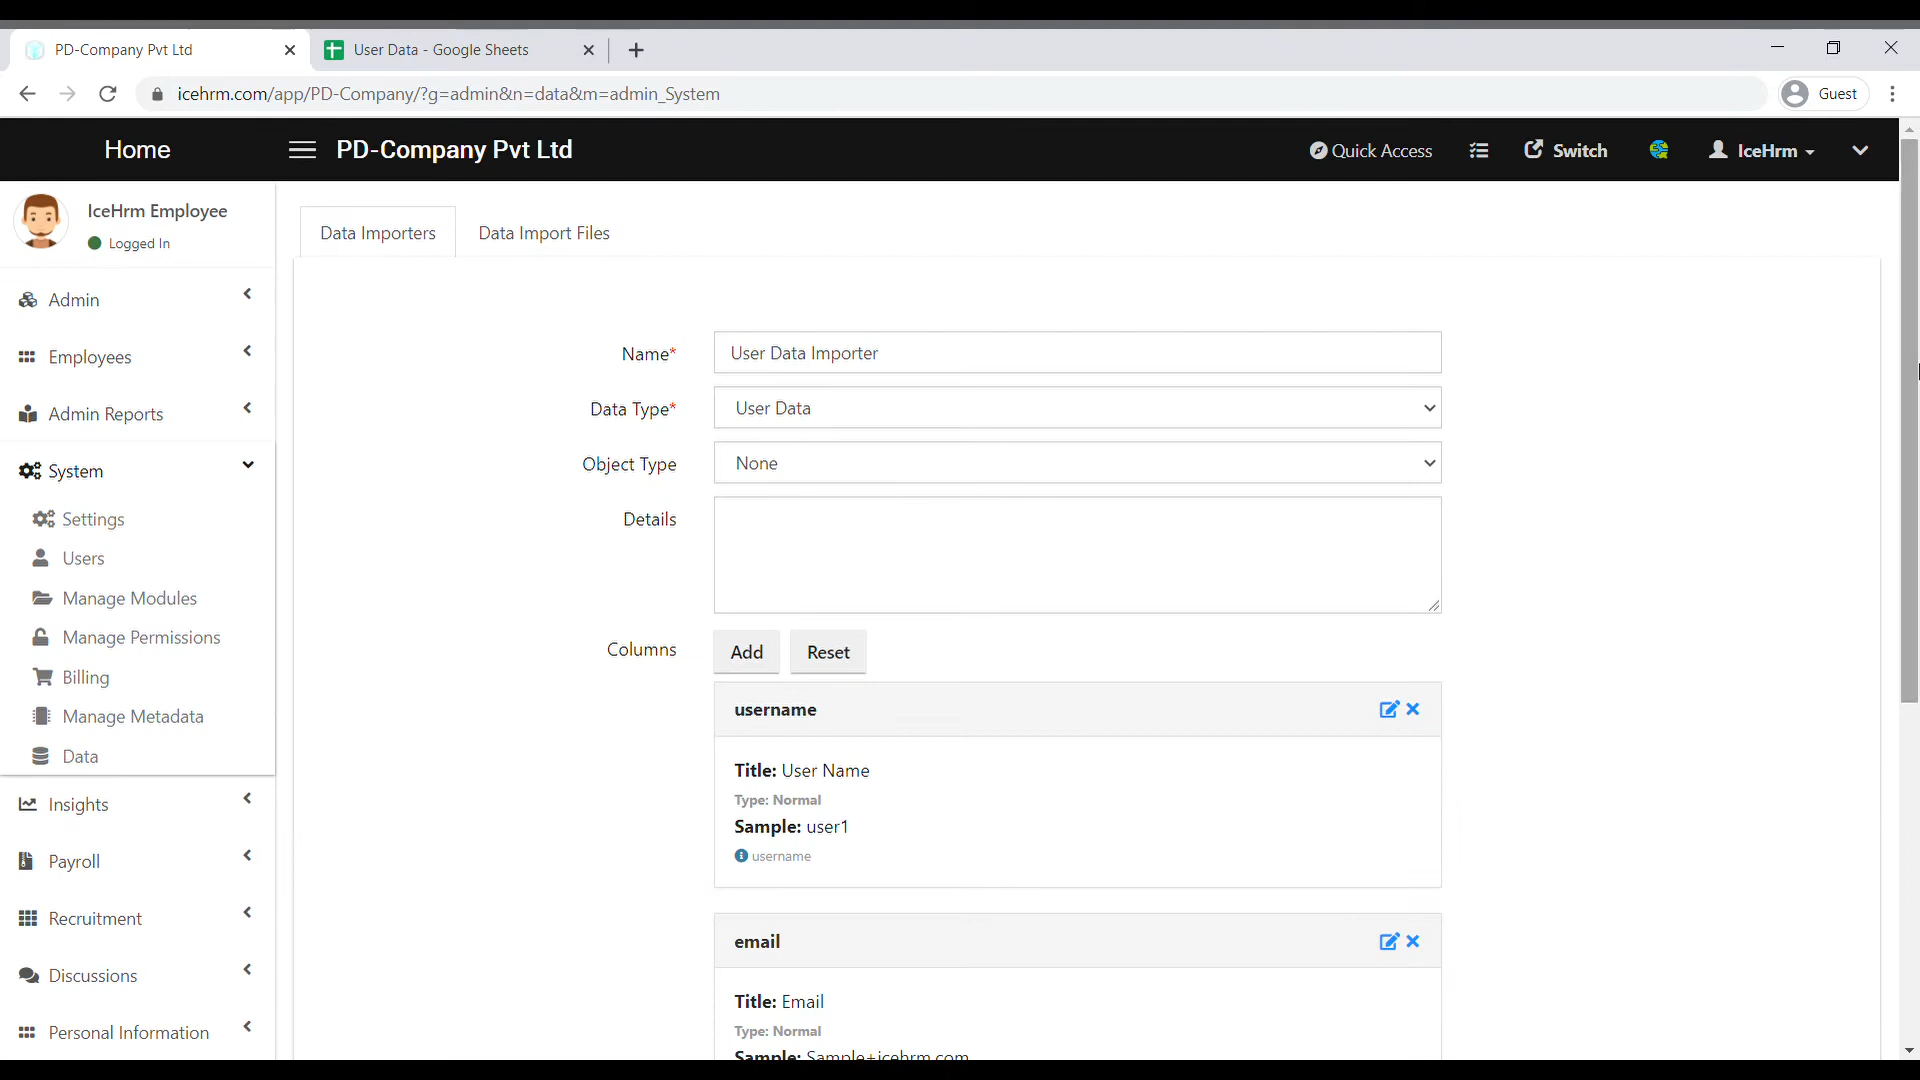 PD-Company Pvt Ltd
User Data - Google Sheets
icehrm.com/app/PD-Company/?g=admin&n=data&m=admin_System
Guest
Home
PD-Company Pvt Ltd
Quick Access
Switch
IceHrm
IceHrm Employee
Logged In
Admin
Employees
Admin Reports
System
Settings
Users
Manage Modules
Manage Permissions
Billing
Manage Metadata
Data
Insights
Payroll
Recruitment
Discussions
Personal Information
Data Importers
Data Import Files
Name*
User Data Importer
Data Type*
User Data
Object Type
None
Details
Columns
Add
Reset
username
Title: User Name
Type: Normal
Sample: user1
username
email
Title: Email
Type: Normal
Sample: Sample+icehrm.com